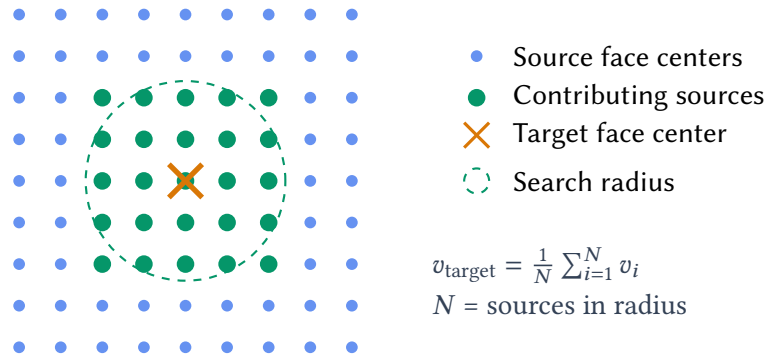 Source face centers
Contributing sources
Target face center
Search radius
v_target = 1/N ∑_{i=1}^{N} v_i
N = sources in radius